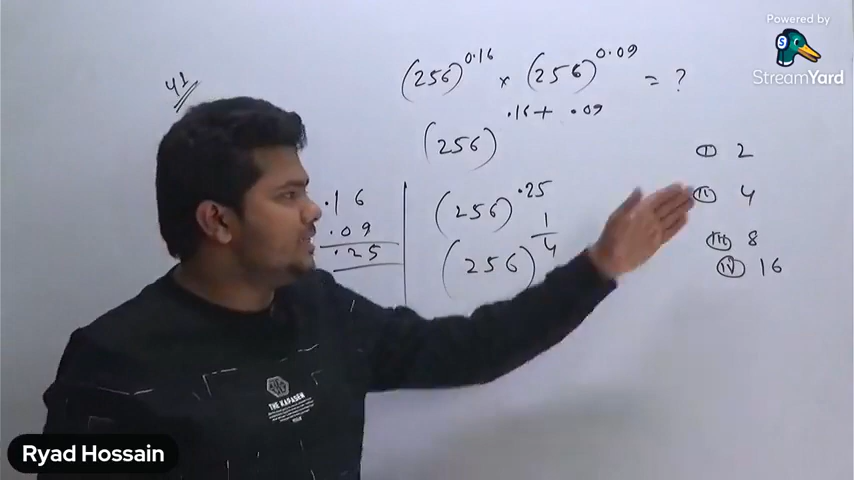 Powered by
StreamYard
41
(256)^0.16 × (256)^0.09 = ?
(256)^.16 + .09
(256)^.25
(256)^1/4
.16
.09
.25
I 2
II 4
III 8
IV 16
THE KAPASEN
Ryad Hossain